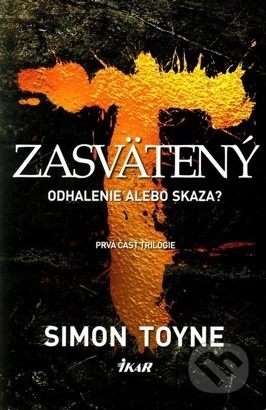 ZASVÄTENÝ
ODHALENIE ALEBO SKAZA?
PRVÁ ČASŤ TRILÓGIE
SIMON TOYNE
IKAR